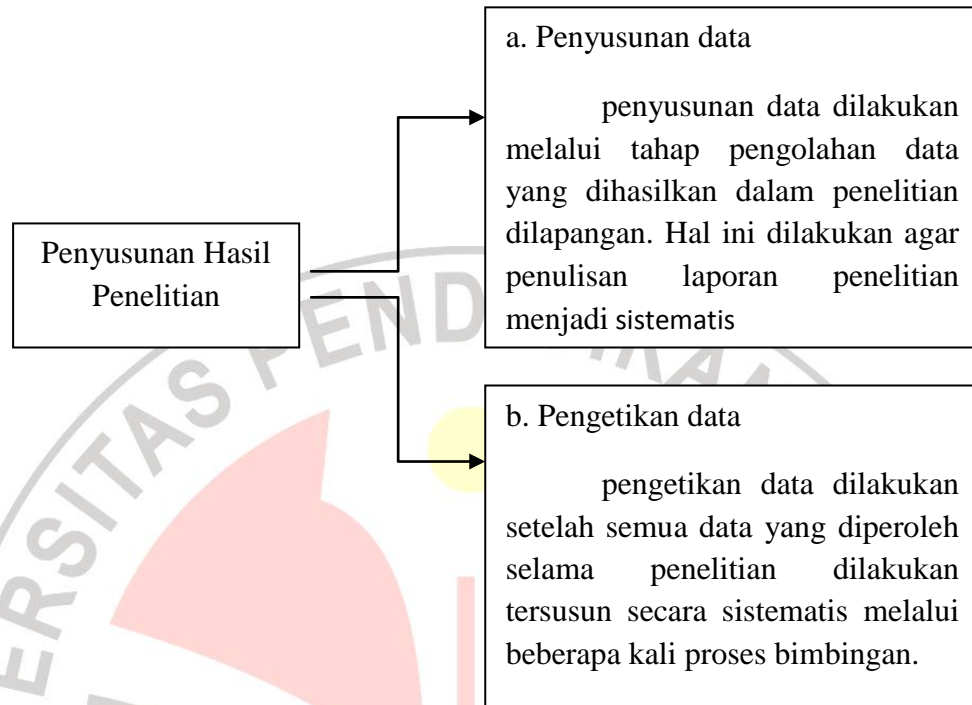 Penyusunan Hasil
Penelitian
a. Penyusunan data
penyusunan data dilakukan
melalui tahap pengolahan data
yang dihasilkan dalam penelitian
dilapangan. Hal ini dilakukan agar
penulisan laporan penelitian
menjadi sistematis
b. Pengetikan data
pengetikan data dilakukan
setelah semua data yang diperoleh
selama penelitian dilakukan
tersusun secara sistematis melalui
beberapa kali proses bimbingan.